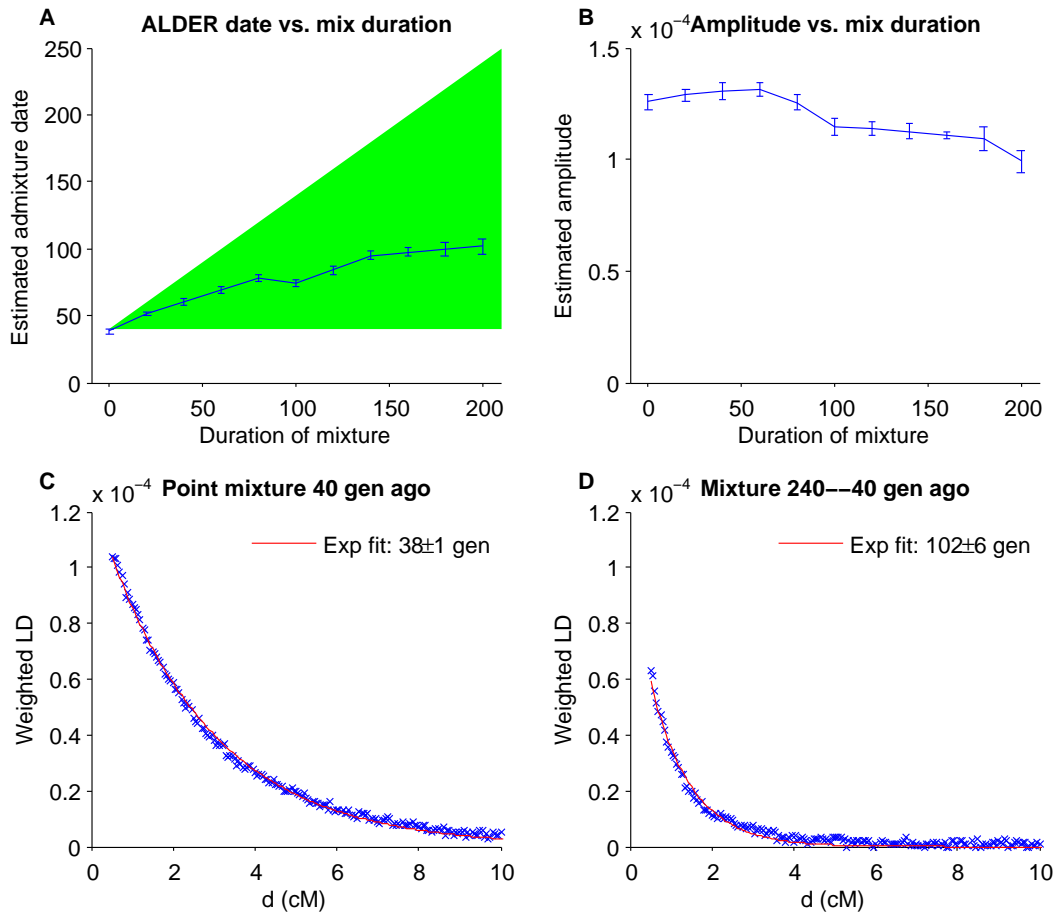 A
ALDER date vs. mix duration
250
200
150
100
50
0
Estimated admixture date
0
50
100
150
200
Duration of mixture
B
x 10⁻⁴
Amplitude vs. mix duration
1.5
1
0.5
0
Estimated amplitude
0
50
100
150
200
Duration of mixture
C
x 10⁻⁴
Point mixture 40 gen ago
1.2
1
0.8
0.6
0.4
0.2
0
Weighted LD
Exp fit: 38±1 gen
0
2
4
6
8
10
d (cM)
D
x 10⁻⁴
Mixture 240−−40 gen ago
1.2
1
0.8
0.6
0.4
0.2
0
Weighted LD
Exp fit: 102±6 gen
0
2
4
6
8
10
d (cM)